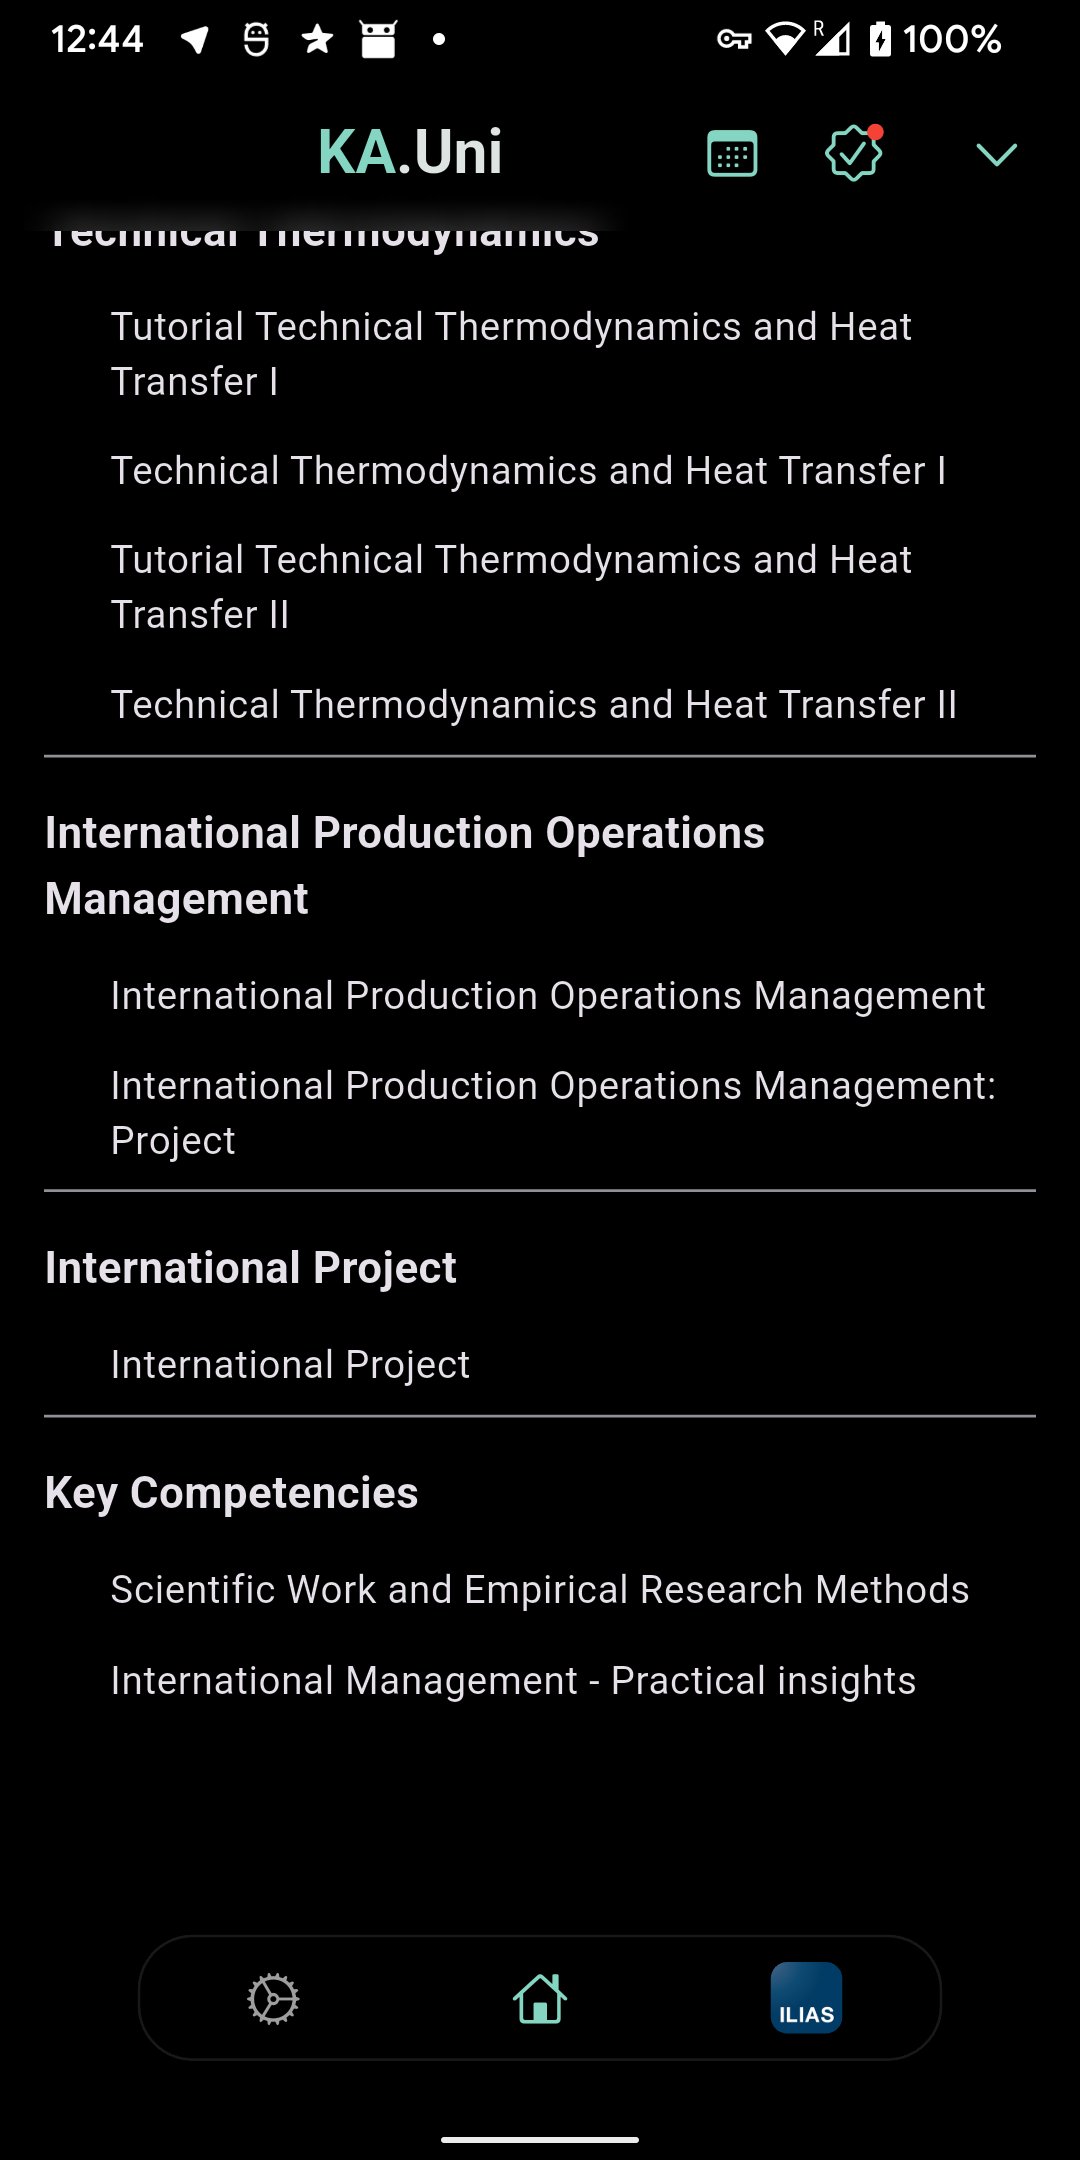 12:44
R
100%
KA.Uni
Technical Thermodynamics
Tutorial Technical Thermodynamics and Heat
Transfer I
Technical Thermodynamics and Heat Transfer I
Tutorial Technical Thermodynamics and Heat
Transfer II
Technical Thermodynamics and Heat Transfer II
International Production Operations
Management
International Production Operations Management
International Production Operations Management:
Project
International Project
International Project
Key Competencies
Scientific Work and Empirical Research Methods
International Management - Practical insights
ILIAS